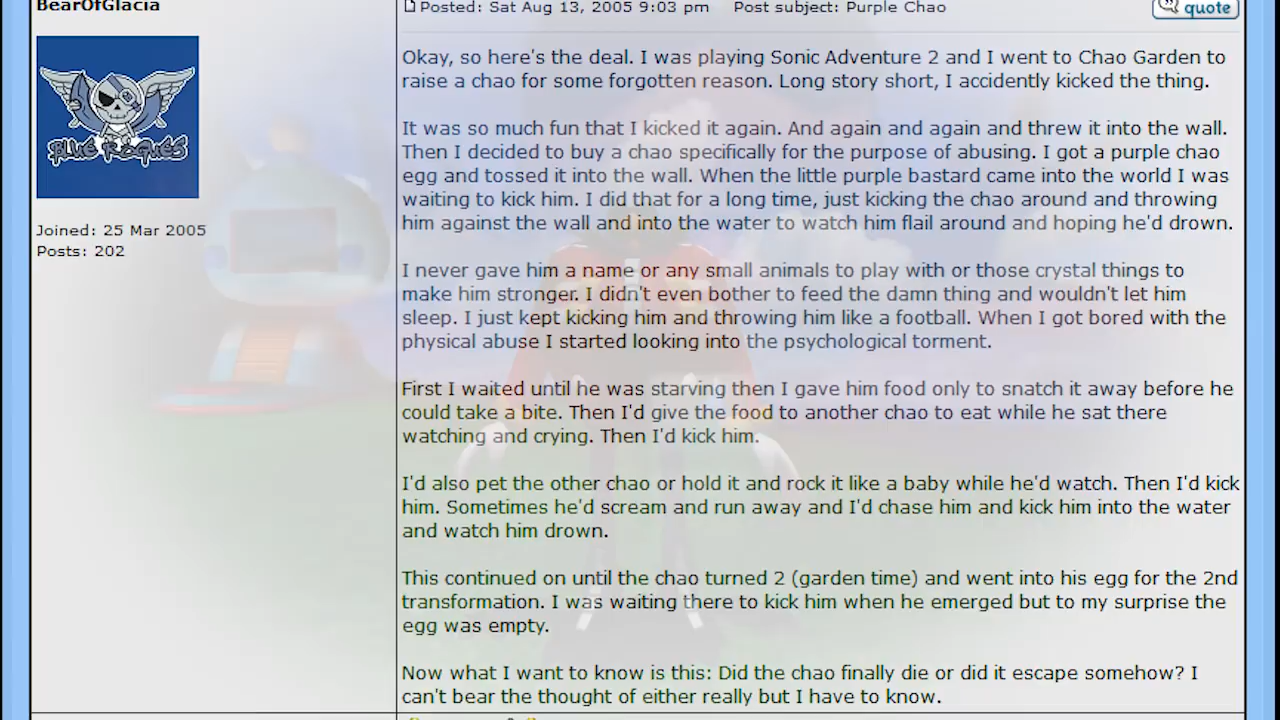 BearOfGlacia
Posted: Sat Aug 13, 2005 9:03 pm Post subject: Purple Chao
quote
BLUE ROGUES
Joined: 25 Mar 2005
Posts: 202
Okay, so here's the deal. I was playing Sonic Adventure 2 and I went to Chao Garden to
raise a chao for some forgotten reason. Long story short, I accidently kicked the thing.
It was so much fun that I kicked it again. And again and again and threw it into the wall.
Then I decided to buy a chao specifically for the purpose of abusing. I got a purple chao
egg and tossed it into the wall. When the little purple bastard came into the world I was
waiting to kick him. I did that for a long time, just kicking the chao around and throwing
him against the wall and into the water to watch him flail around and hoping he'd drown.
I never gave him a name or any small animals to play with or those crystal things to
make him stronger. I didn't even bother to feed the damn thing and wouldn't let him
sleep. I just kept kicking him and throwing him like a football. When I got bored with the
physical abuse I started looking into the psychological torment.
First I waited until he was starving then I gave him food only to snatch it away before he
could take a bite. Then I'd give the food to another chao to eat while he sat there
watching and crying. Then I'd kick him.
I'd also pet the other chao or hold it and rock it like a baby while he'd watch. Then I'd kick
him. Sometimes he'd scream and run away and I'd chase him and kick him into the water
and watch him drown.
This continued on until the chao turned 2 (garden time) and went into his egg for the 2nd
transformation. I was waiting there to kick him when he emerged but to my surprise the
egg was empty.
Now what I want to know is this: Did the chao finally die or did it escape somehow? I
can't bear the thought of either really but I have to know.